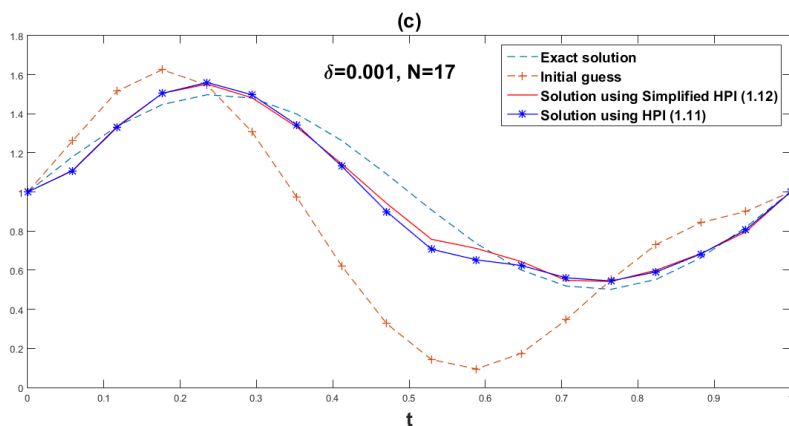 (c)
δ=0.001, N=17
Exact solution
Initial guess
Solution using Simplified HPI (1.12)
Solution using HPI (1.11)
1.8
1.6
1.4
1.2
1
0.8
0.6
0.4
0.2
0
0 0.1 0.2 0.3 0.4 0.5 0.6 0.7 0.8 0.9 1
t